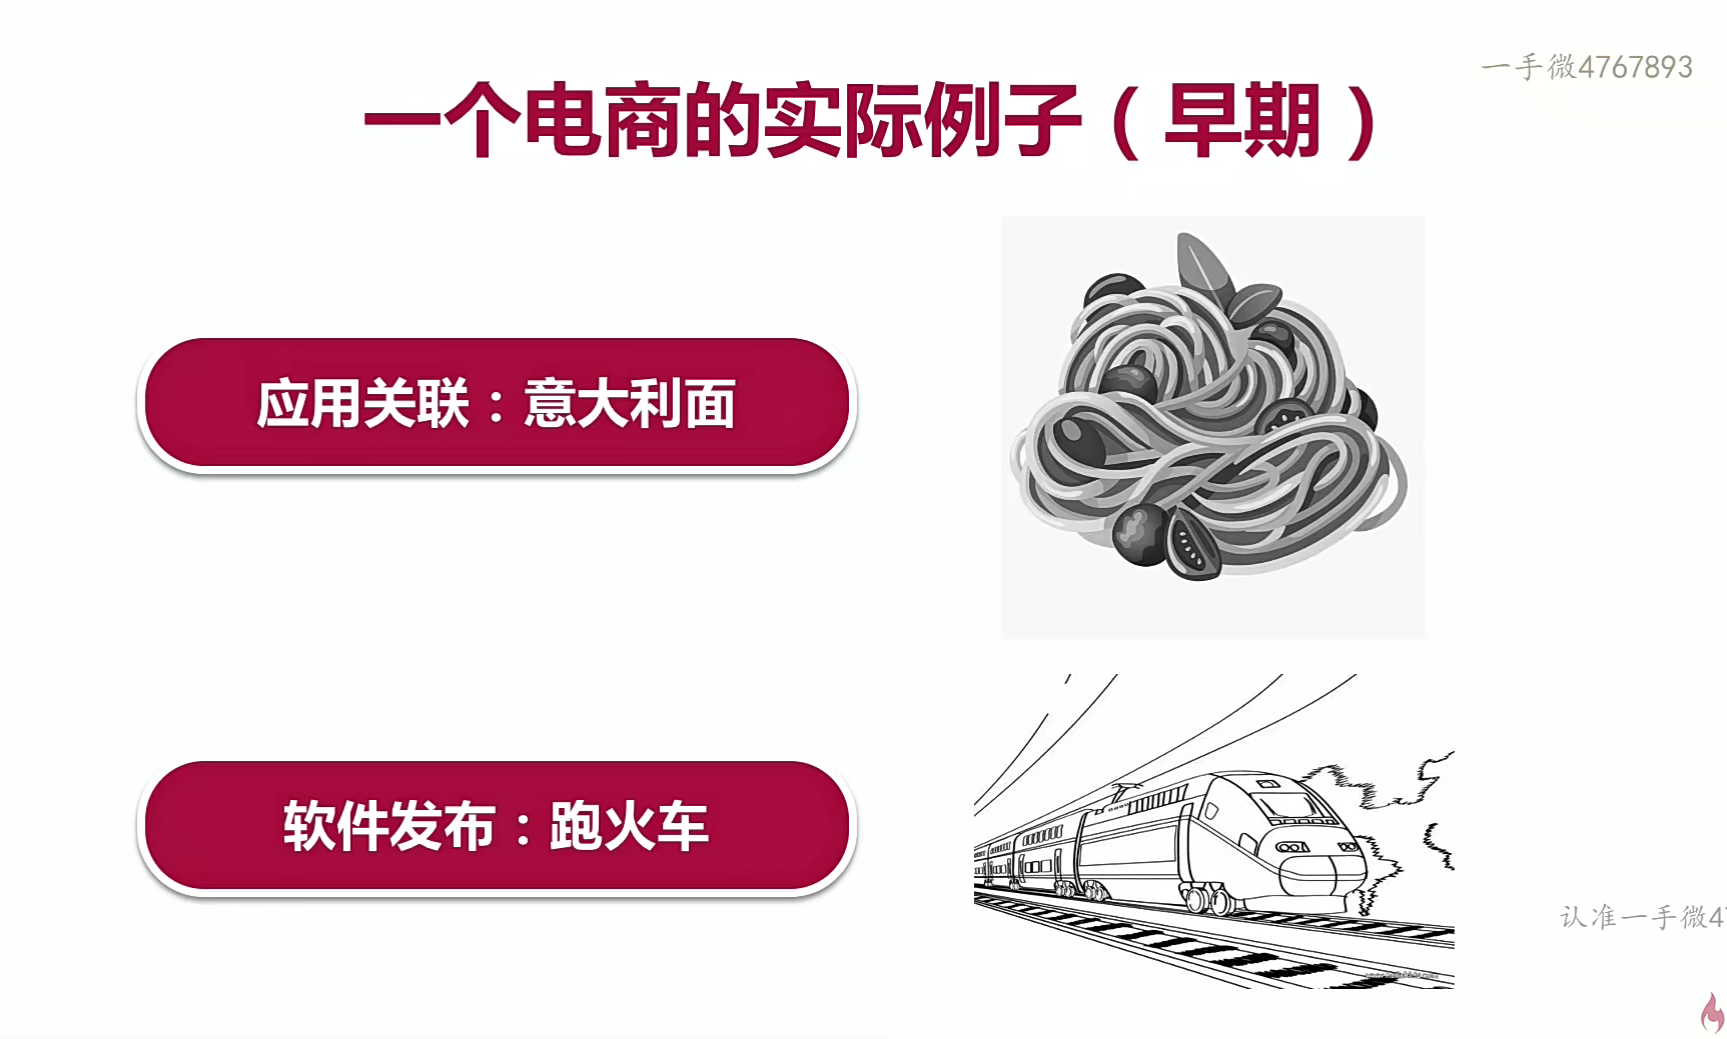 一手微4767893
一个电商的实际例子（早期）
应用关联：意大利面
软件发布：跑火车
认准一手微47